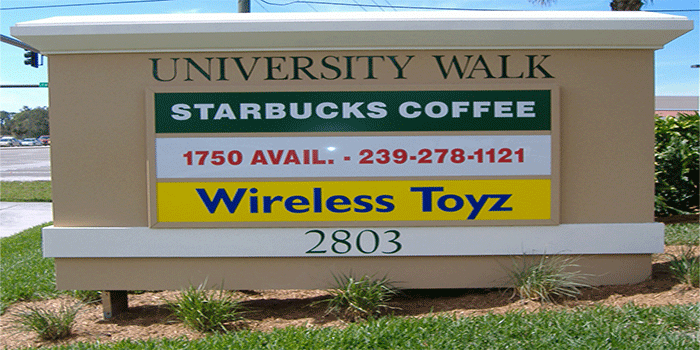 UNIVERSITY WALK
STARBUCKS COFFEE
1750 AVAIL. - 239-278-1121
Wireless Toyz
2803